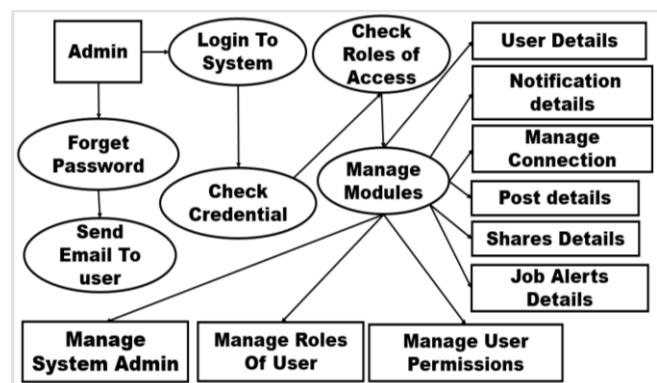 Admin
Login To
System
Check
Roles of
Access
User Details
Notification
details
Forget
Password
Check
Credential
Manage
Modules
Manage
Connection
Post details
Send
Email To
user
Shares Details
Job Alerts
Details
Manage
System Admin
Manage Roles
Of User
Manage User
Permissions